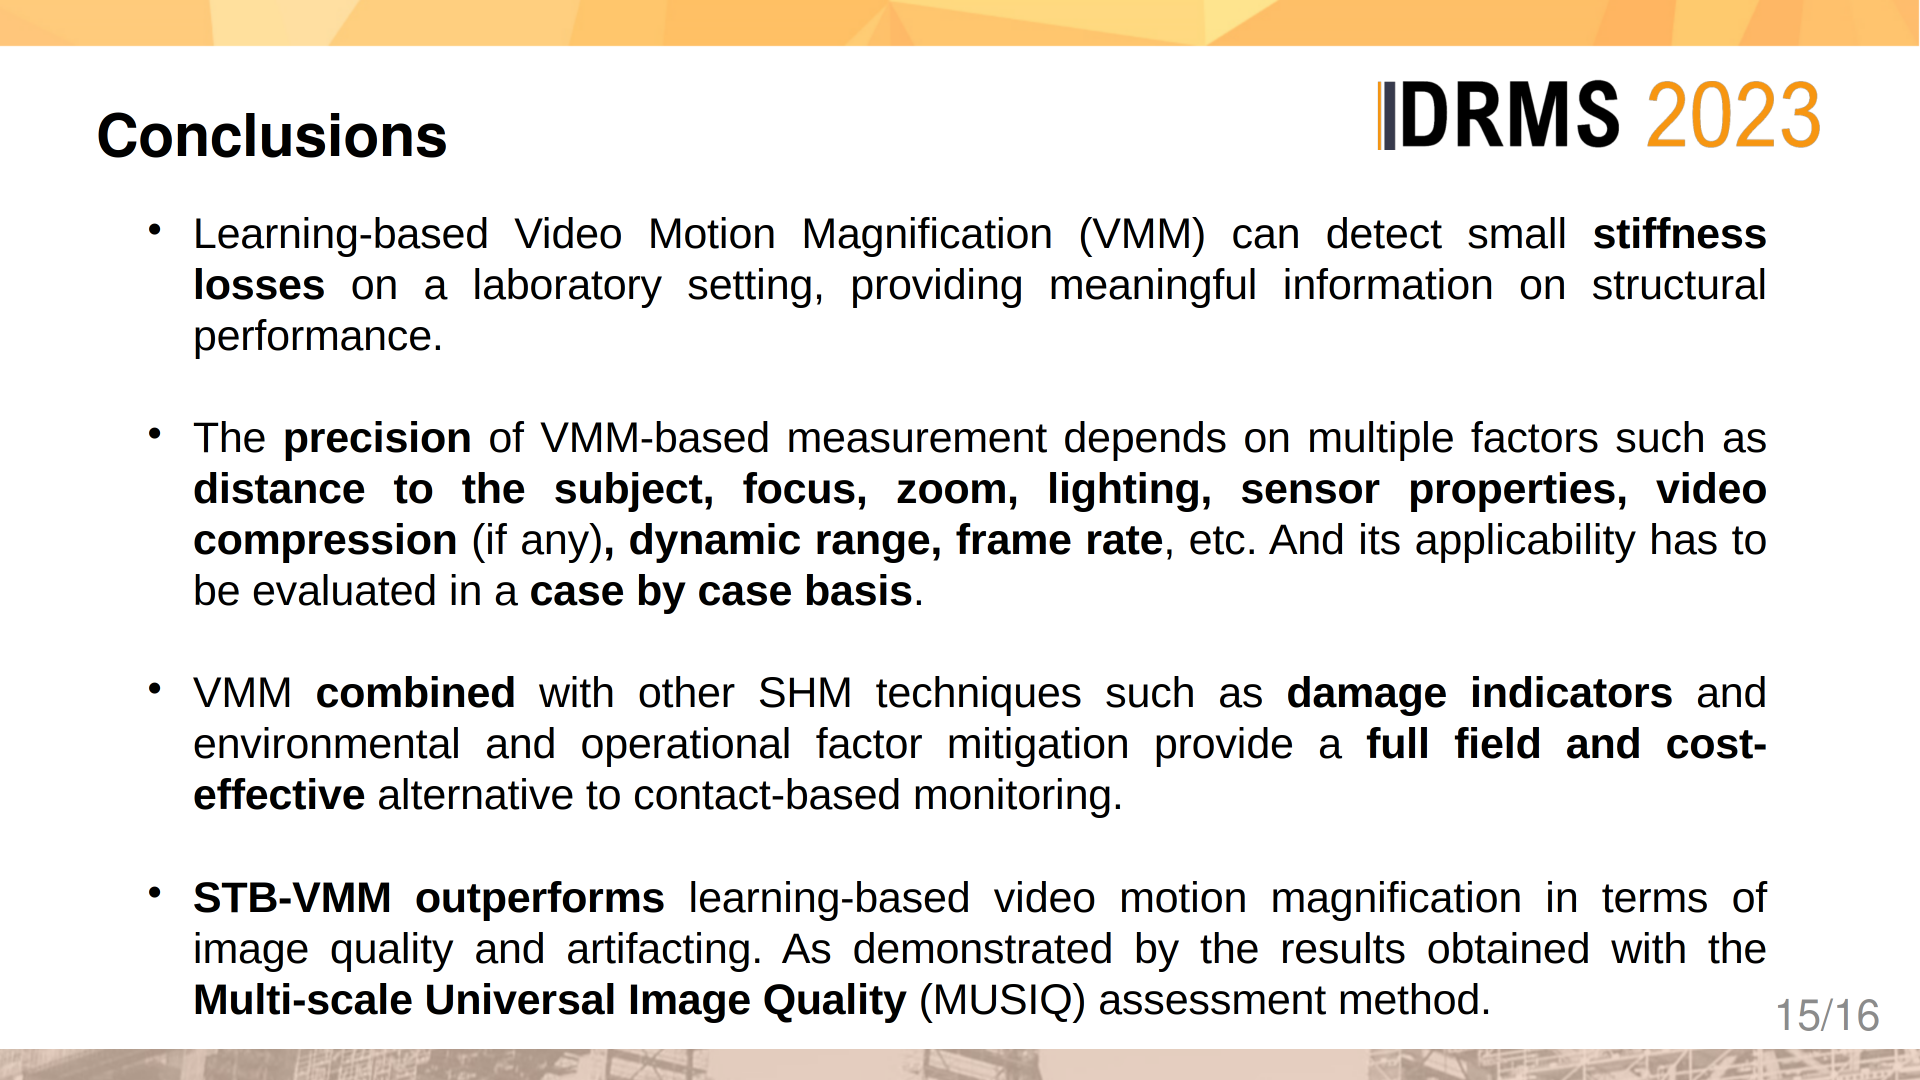 DRMS 2023
Conclusions
• Learning-based Video Motion Magnification (VMM) can detect small stiffness
losses on a laboratory setting, providing meaningful information on structural
performance.
• The precision of VMM-based measurement depends on multiple factors such as
distance to the subject, focus, zoom, lighting, sensor properties, video
compression (if any), dynamic range, frame rate, etc. And its applicability has to
be evaluated in a case by case basis.
• VMM combined with other SHM techniques such as damage indicators and
environmental and operational factor mitigation provide a full field and cost-
effective alternative to contact-based monitoring.
• STB-VMM outperforms learning-based video motion magnification in terms of
image quality and artifacting. As demonstrated by the results obtained with the
Multi-scale Universal Image Quality (MUSIQ) assessment method.
15/16